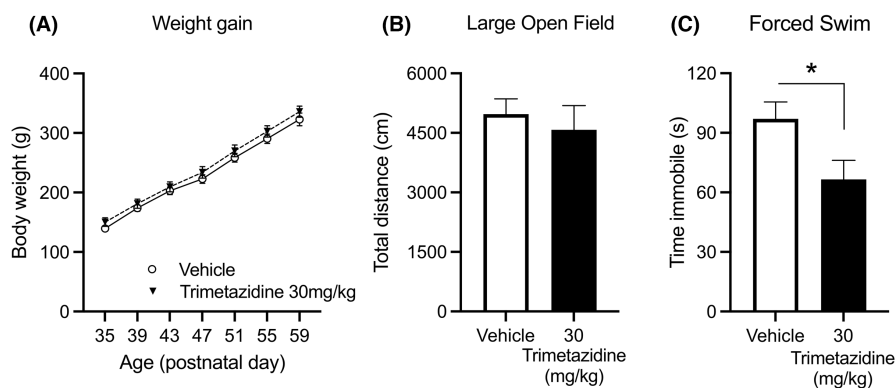 (A) Weight gain
Body weight (g)
400
300
200
100
0
Vehicle
Trimetazidine 30mg/kg
35 39 43 47 51 55 59
Age (postnatal day)
(B) Large Open Field
Total distance (cm)
6000
4500
3000
1500
0
Vehicle 30
Trimetazidine
(mg/kg)
(C) Forced Swim
Time immobile (s)
120
90
60
30
0
*
Vehicle 30
Trimetazidine
(mg/kg)